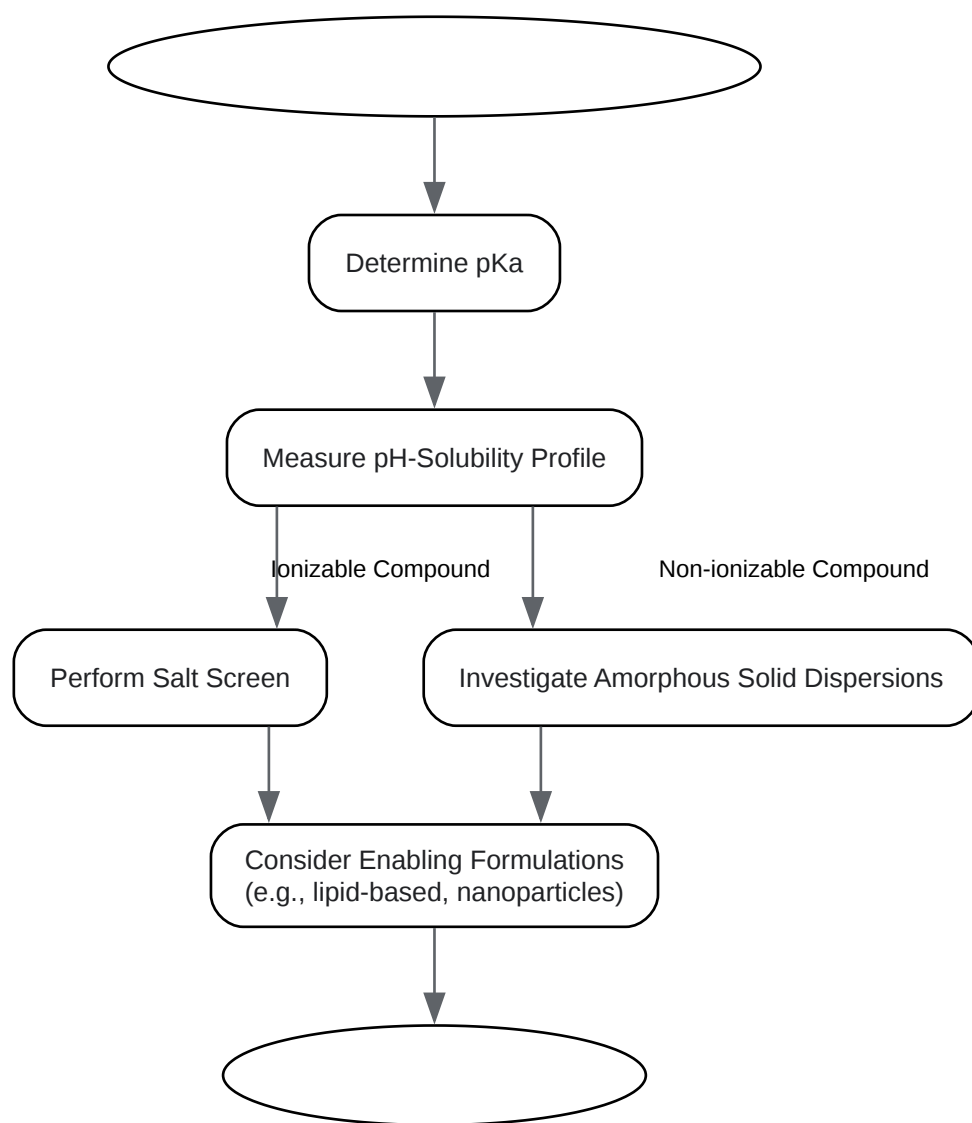 Determine pKa
Measure pH-Solubility Profile
Ionizable Compound
Non-ionizable Compound
Perform Salt Screen
Investigate Amorphous Solid Dispersions
Consider Enabling Formulations
(e.g., lipid-based, nanoparticles)